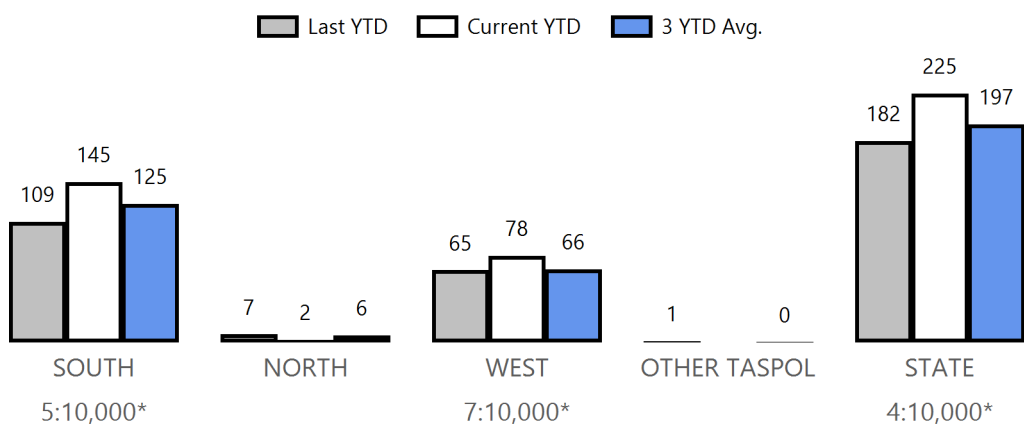 Last YTD Current YTD 3 YTD Avg.
225
182 197
145
109 125
65 78 66
7 2 6
1 0
SOUTH NORTH WEST OTHER TASPOL STATE
5:10,000* 7:10,000* 4:10,000*